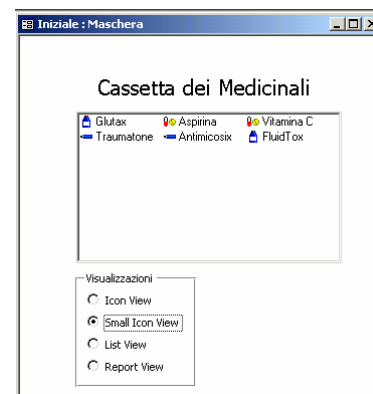 Iniziale : Maschera
Cassetta dei Medicinali
Glutax Aspirina Vitamina C
Traumatone Antimicosix FluidTox
Visualizzazioni
Icon View
Small Icon View
List View
Report View